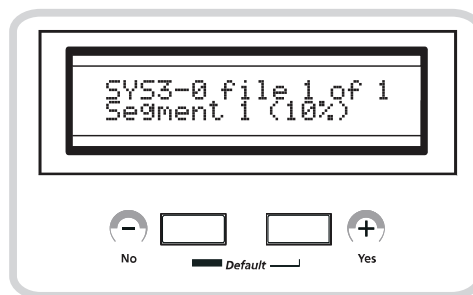 SYS3-0 file 1 of 1
Segment 1 (10%)
− +
No Default Yes